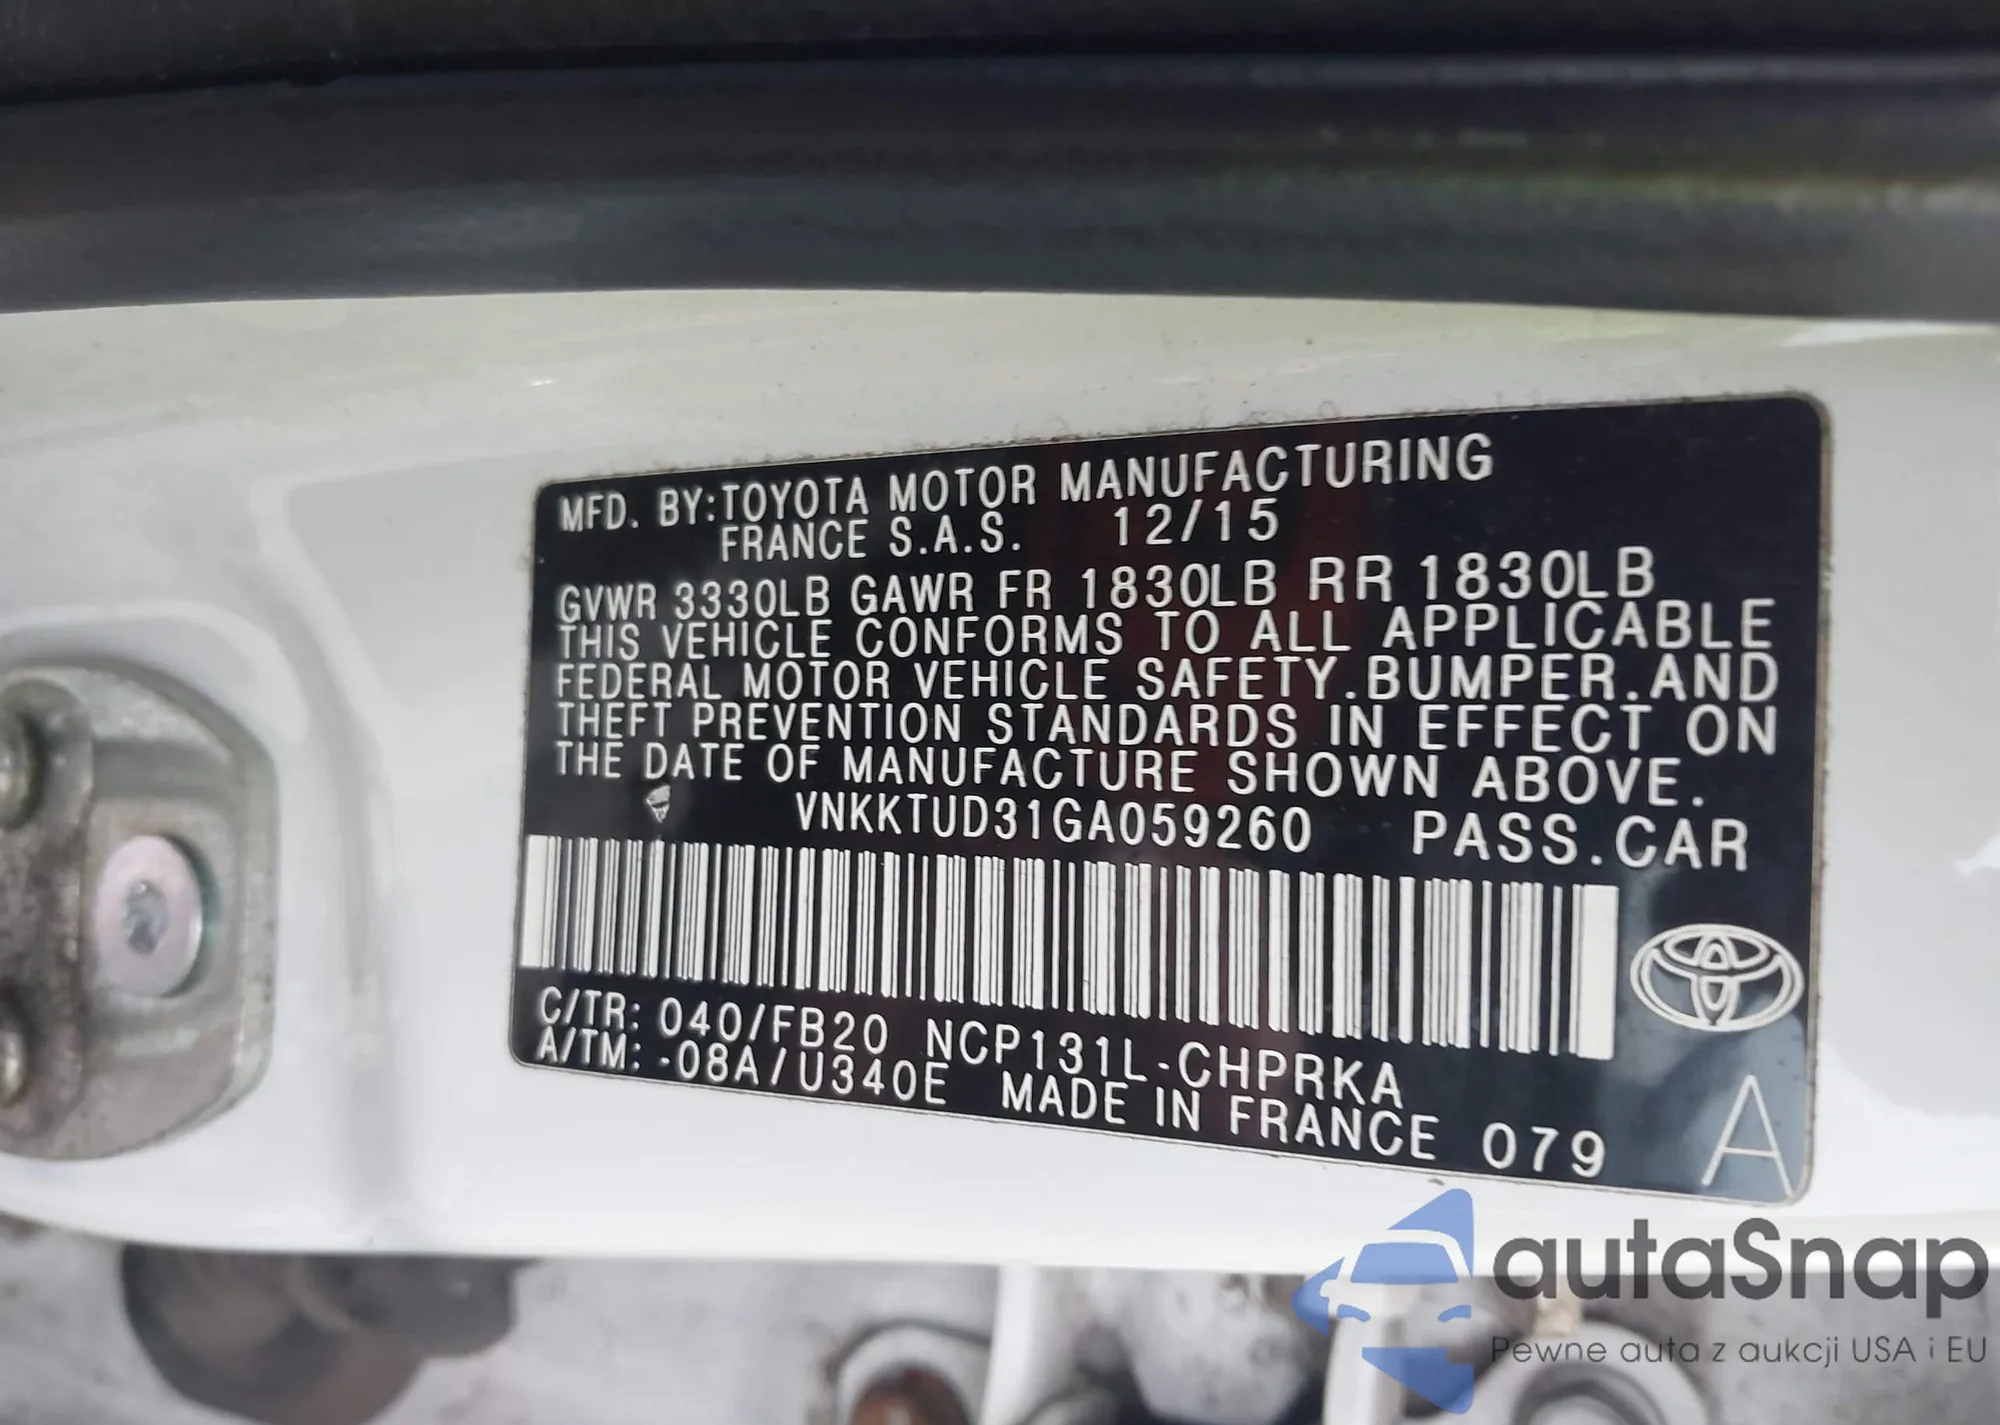 MFD. BY:TOYOTA MOTOR MANUFACTURING
FRANCE S.A.S. 12/15
GVWR 3330LB GAWR FR 1830LB RR 1830LB
THIS VEHICLE CONFORMS TO ALL APPLICABLE
FEDERAL MOTOR VEHICLE SAFETY.BUMPER.AND
THEFT PREVENTION STANDARDS IN EFFECT ON
THE DATE OF MANUFACTURE SHOWN ABOVE.
VNKKTUD31GA059260 PASS.CAR
C/TR: 040/FB20 NCP131L-CHPRKA
A/TM: -08A/U340E MADE IN FRANCE 079 A
autaSnap
Pewne auta z aukcji USA i EU